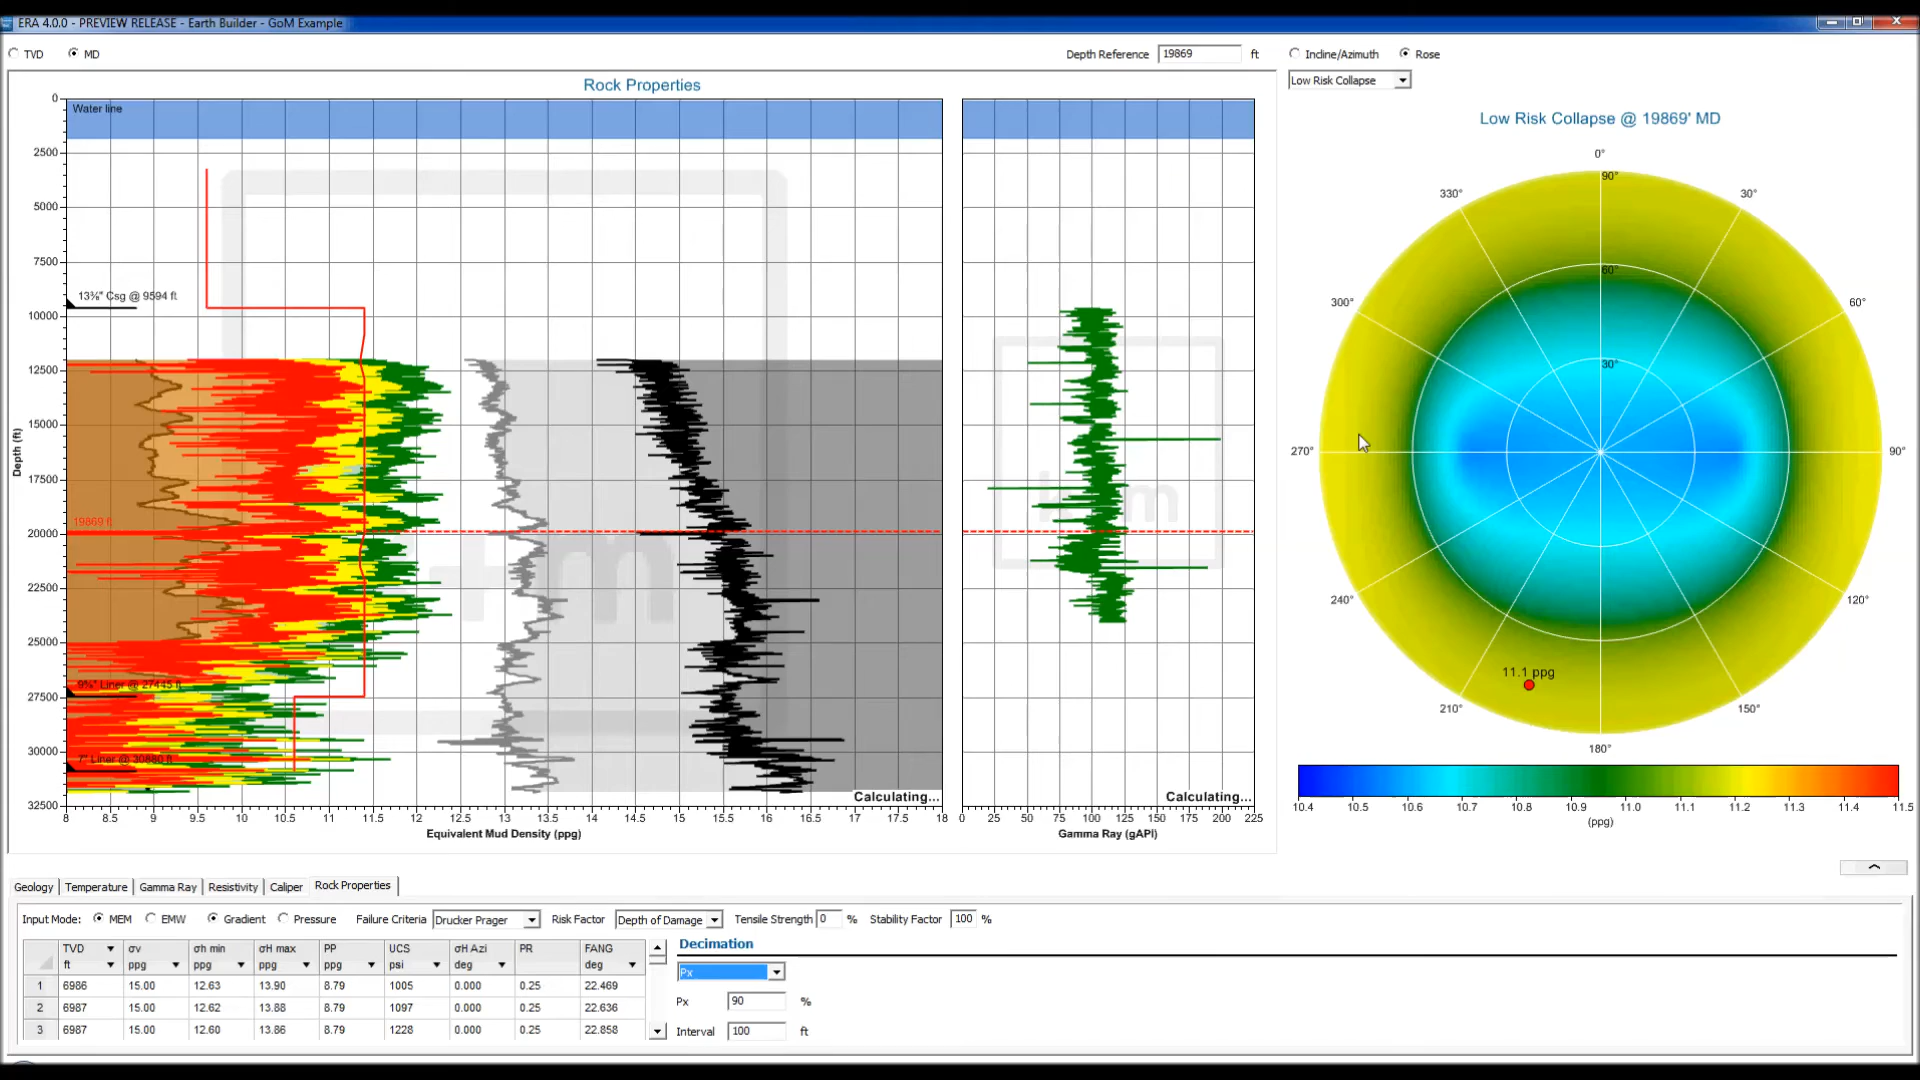 ERA 4.0.0 - PREVIEW RELEASE - Earth Builder - GoM Example
TVD MD Depth Reference 19869 ft Incline/Azimuth Rose
Low Risk Collapse
Rock Properties
Low Risk Collapse @ 19869' MD
Water line
0
2500
5000
7500
10000
12500
15000
17500
20000
22500
25000
27500
30000
32500
Depth (ft)
13⅜" Csg @ 9594 ft
19869 ft
9⅝" Liner @ 27445 ft
7" Liner @ 30880 ft
Calculating...
8 8.5 9 9.5 10 10.5 11 11.5 12 12.5 13 13.5 14 14.5 15 15.5 16 16.5 17 17.5 18
Equivalent Mud Density (ppg)
Calculating...
0 25 50 75 100 125 150 175 200 225
Gamma Ray (gAPI)
0°
30°
60°
90°
120°
150°
180°
210°
240°
270°
300°
330°
90°
60°
30°
11.1 ppg
10.4 10.5 10.6 10.7 10.8 10.9 11.0 11.1 11.2 11.3 11.4 11.5
(ppg)
Geology Temperature Gamma Ray Resistivity Caliper Rock Properties
Input Mode: MEM EMW Gradient Pressure Failure Criteria Drucker Prager Risk Factor Depth of Damage Tensile Strength 0 % Stability Factor 100 %
TVD σv σh min σH max PP UCS σH Azi PR FANG
ft ppg ppg ppg ppg psi deg deg
1 6986 15.00 12.63 13.90 8.79 1005 0.000 0.25 22.469
2 6987 15.00 12.62 13.88 8.79 1097 0.000 0.25 22.636
3 6987 15.00 12.60 13.86 8.79 1228 0.000 0.25 22.858
Decimation
Px
Px 90 %
Interval 100 ft